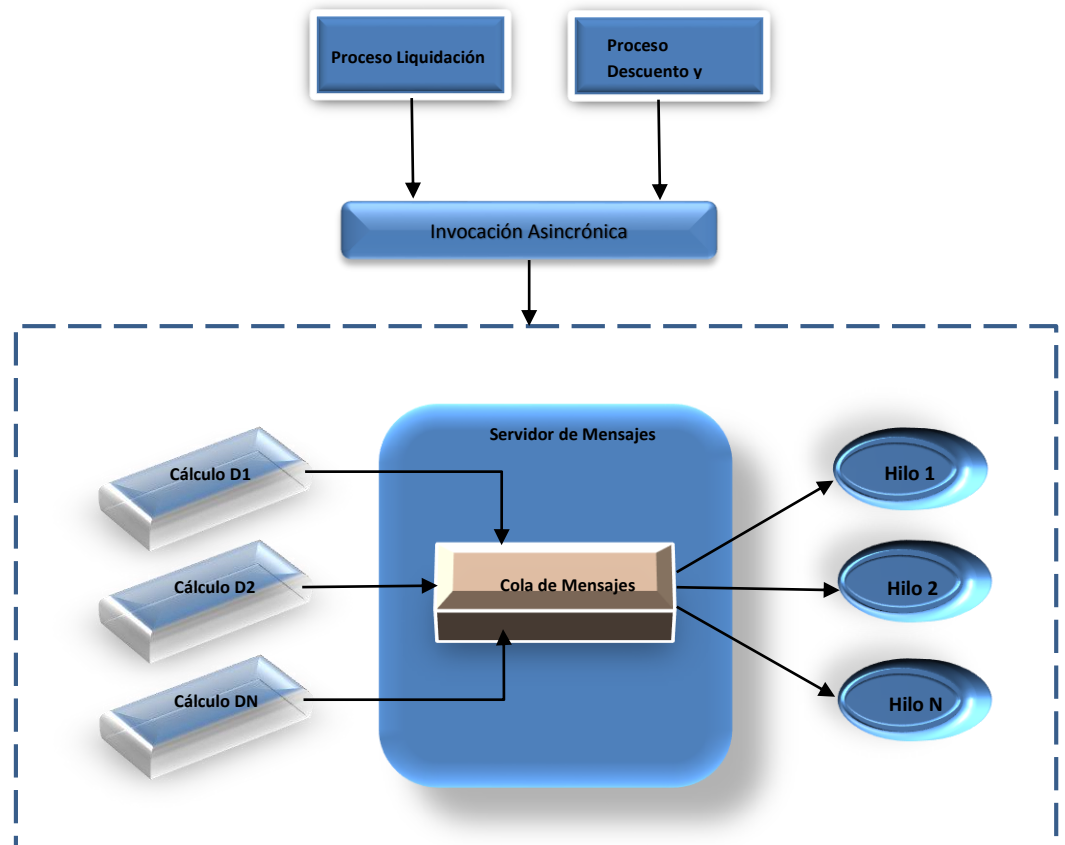 Proceso Liquidación
Proceso
Descuento y
Invocación Asincrónica
Servidor de Mensajes
Cálculo D1
Hilo 1
Cálculo D2
Cola de Mensajes
Hilo 2
Cálculo DN
Hilo N